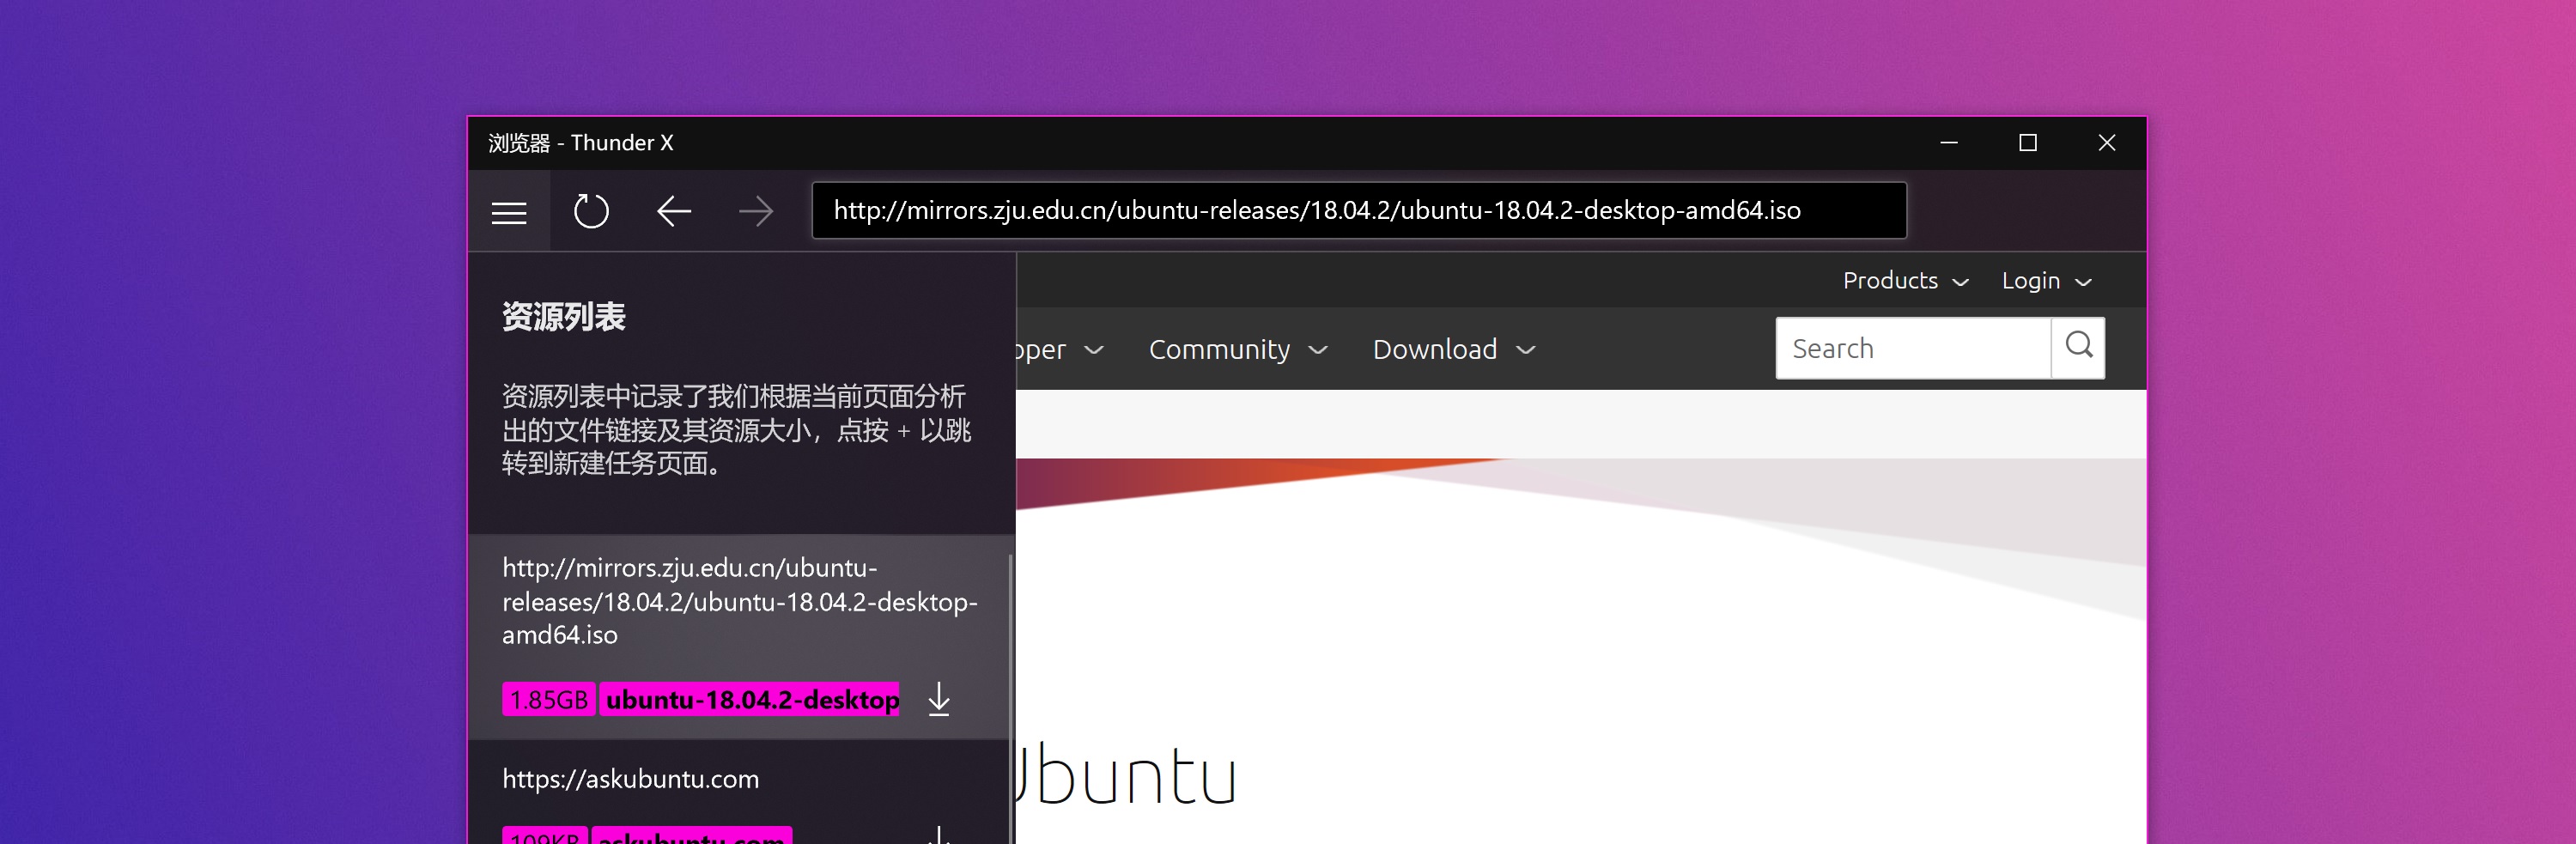 浏览器 - Thunder X
http://mirrors.zju.edu.cn/ubuntu-releases/18.04.2/ubuntu-18.04.2-desktop-amd64.iso
Products
Login
oper
Community
Download
Search
资源列表
资源列表中记录了我们根据当前页面分析
出的文件链接及其资源大小，点按 + 以跳
转到新建任务页面。
http://mirrors.zju.edu.cn/ubuntu-
releases/18.04.2/ubuntu-18.04.2-desktop-
amd64.iso
1.85GB ubuntu-18.04.2-desktop
https://askubuntu.com
109KB askubuntu.com
Ubuntu